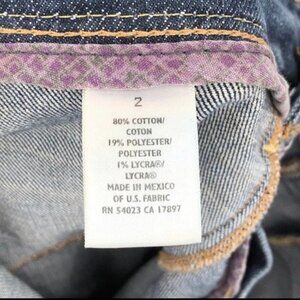 2
80% COTTON/
COTON
19% POLYESTER/
POLYESTER
1% LYCRA®/
LYCRA®
MADE IN MEXICO
OF U.S. FABRIC
RN 54023 CA 17897